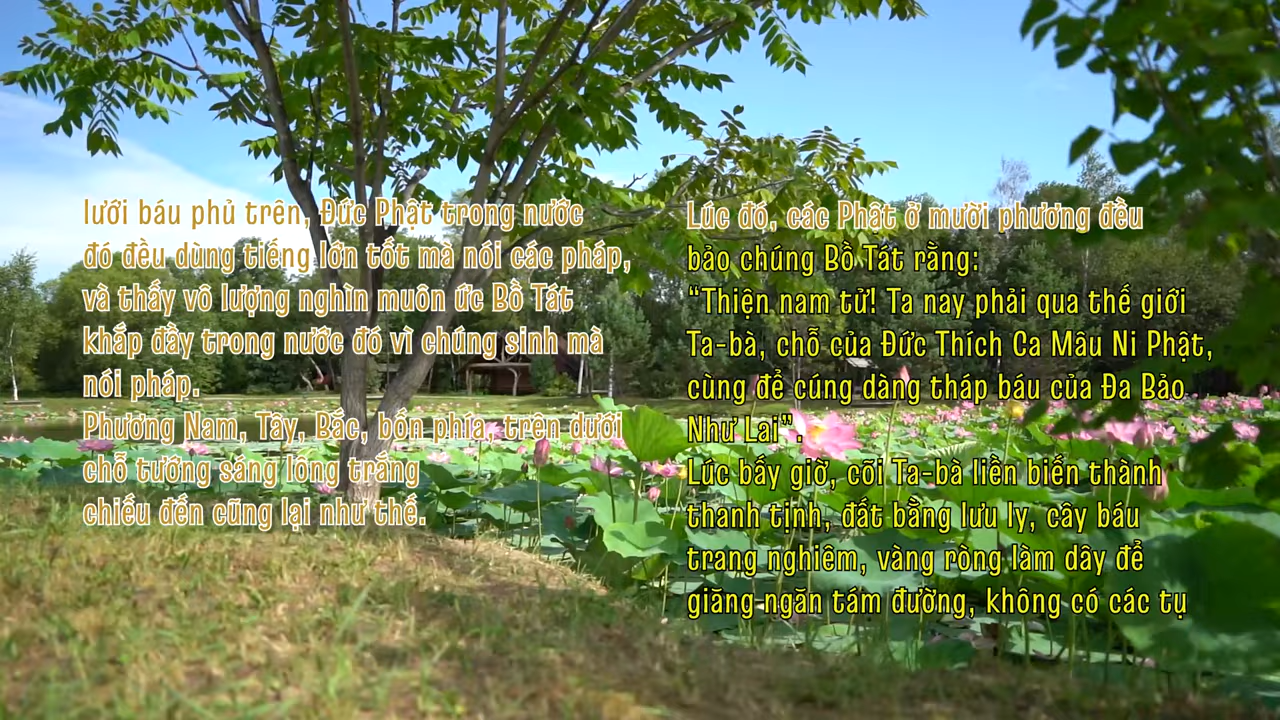 lưới báu phủ trên, Đức Phật trong nước
đó đều dùng tiếng lớn tốt mà nói các pháp,
và thấy vô lượng nghìn muôn ức Bồ Tát
khắp đầy trong nước đó vì chúng sinh mà
nói pháp.
Phương Nam, Tây, Bắc, bốn phía, trên dưới
chỗ tướng sáng lông trắng
chiếu đến cũng lại như thế.
Lúc đó, các Phật ở mười phương đều
bảo chúng Bồ Tát rằng:
“Thiện nam tử! Ta nay phải qua thế giới
Ta-bà, chỗ của Đức Thích Ca Mâu Ni Phật,
cùng để cúng dàng tháp báu của Đa Bảo
Như Lai”.
Lúc bấy giờ, cõi Ta-bà liền biến thành
thanh tịnh, đất bằng lưu ly, cây báu
trang nghiêm, vàng ròng làm dây để
giăng ngăn tám đường, không có các tụ